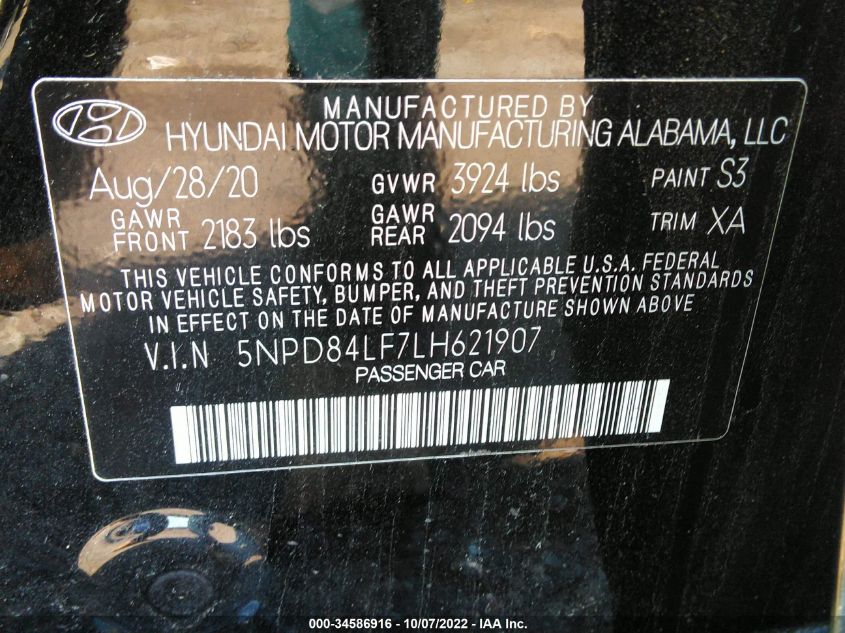 MANUFACTURED BY
HYUNDAI MOTOR MANUFACTURING ALABAMA, LLC
Aug/28/20 GVWR 3924 lbs PAINT S3
GAWR FRONT 2183 lbs GAWR REAR 2094 lbs TRIM XA
THIS VEHICLE CONFORMS TO ALL APPLICABLE U.S.A. FEDERAL
MOTOR VEHICLE SAFETY, BUMPER, AND THEFT PREVENTION STANDARDS
IN EFFECT ON THE DATE OF MANUFACTURE SHOWN ABOVE
V.I.N 5NPD84LF7LH621907
PASSENGER CAR
000-34586916 - 10/07/2022 - IAA Inc.